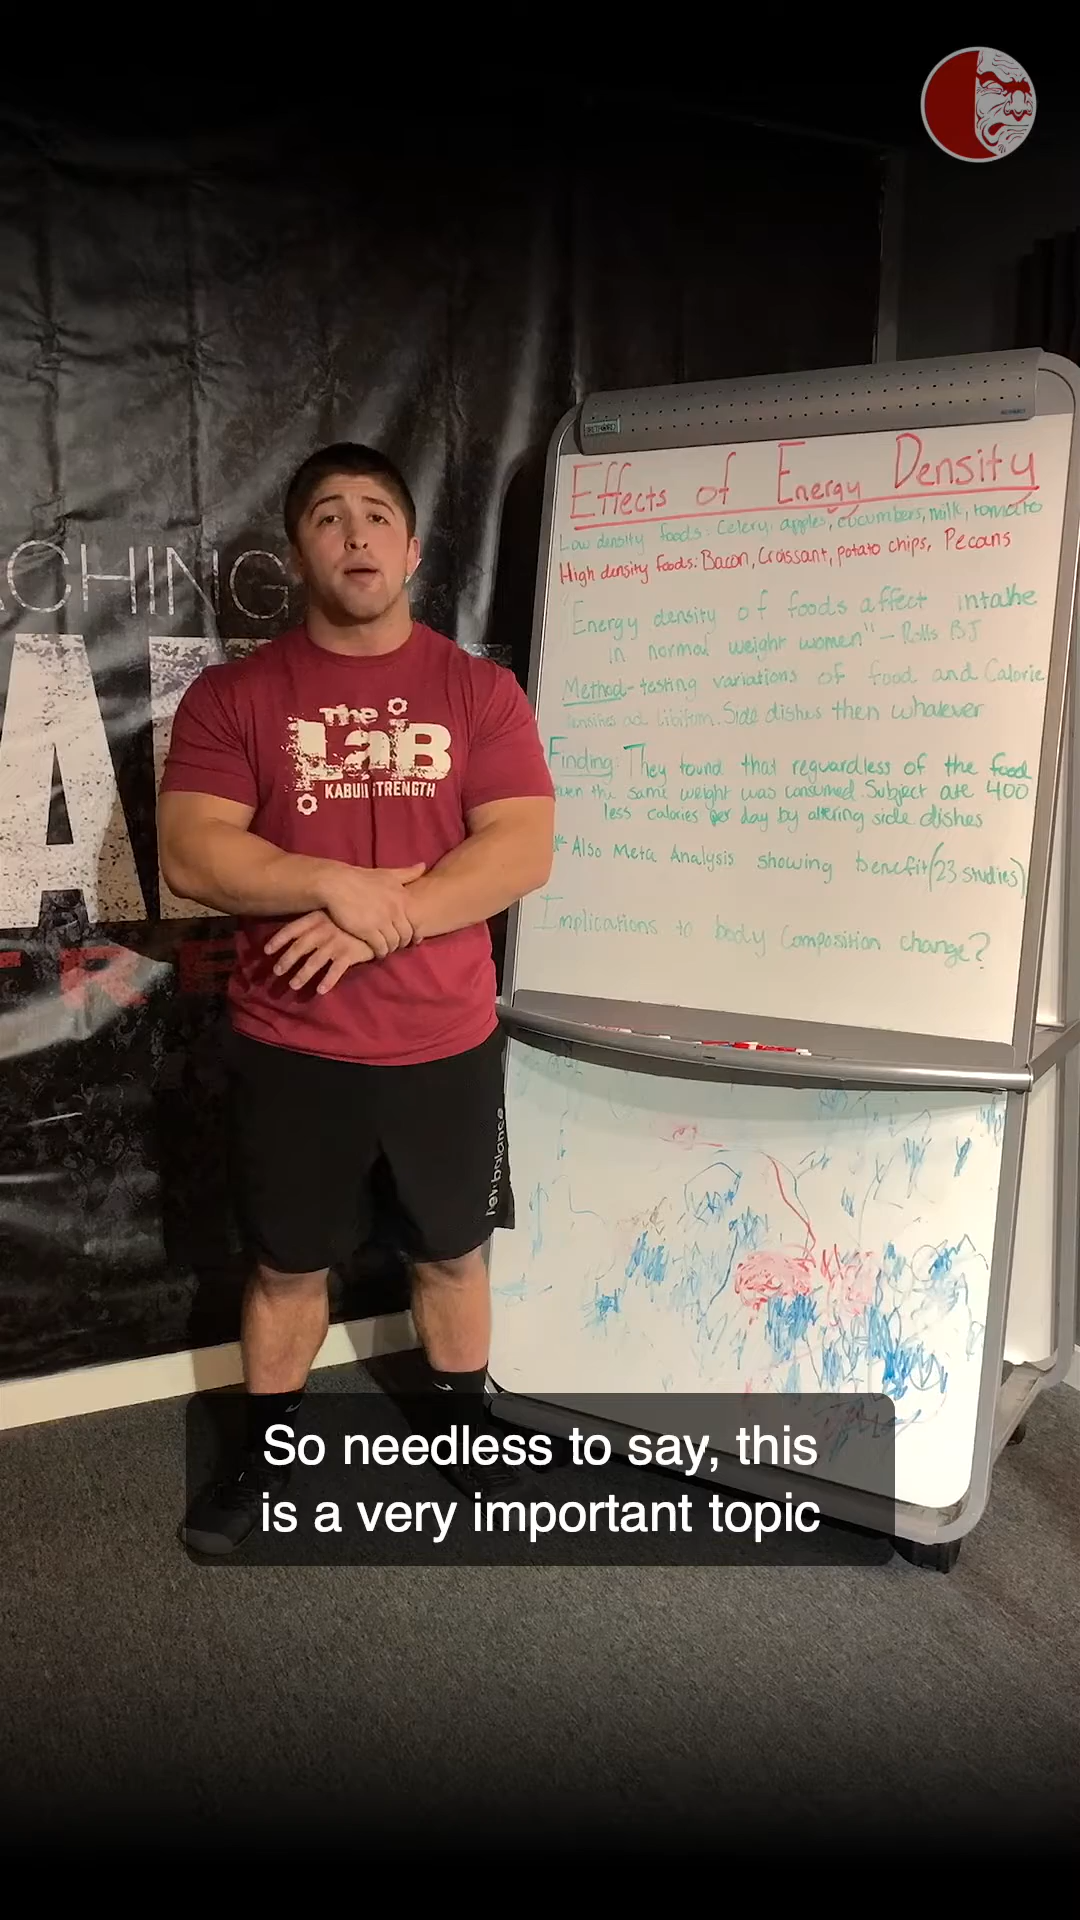 CHING
The
LaB
KABUKI STRENGTH
new balance
Effects of Energy Density
Low density foods: Celery, apples, cucumbers, milk, tomato
High density foods: Bacon, Croissant, potato chips, Pecans
"Energy density of foods affect intake
in normal weight women" - Rolls BJ
Method - testing variations of food and Calorie
Densities ad libitum. Side dishes then whatever
Finding: They found that reguardless of the food
even the same weight was consumed. Subject ate 400
less calories per day by altering side dishes
* Also Meta Analysis showing benefit (23 studies)
Implications to body Composition change?
So needless to say, this
is a very important topic